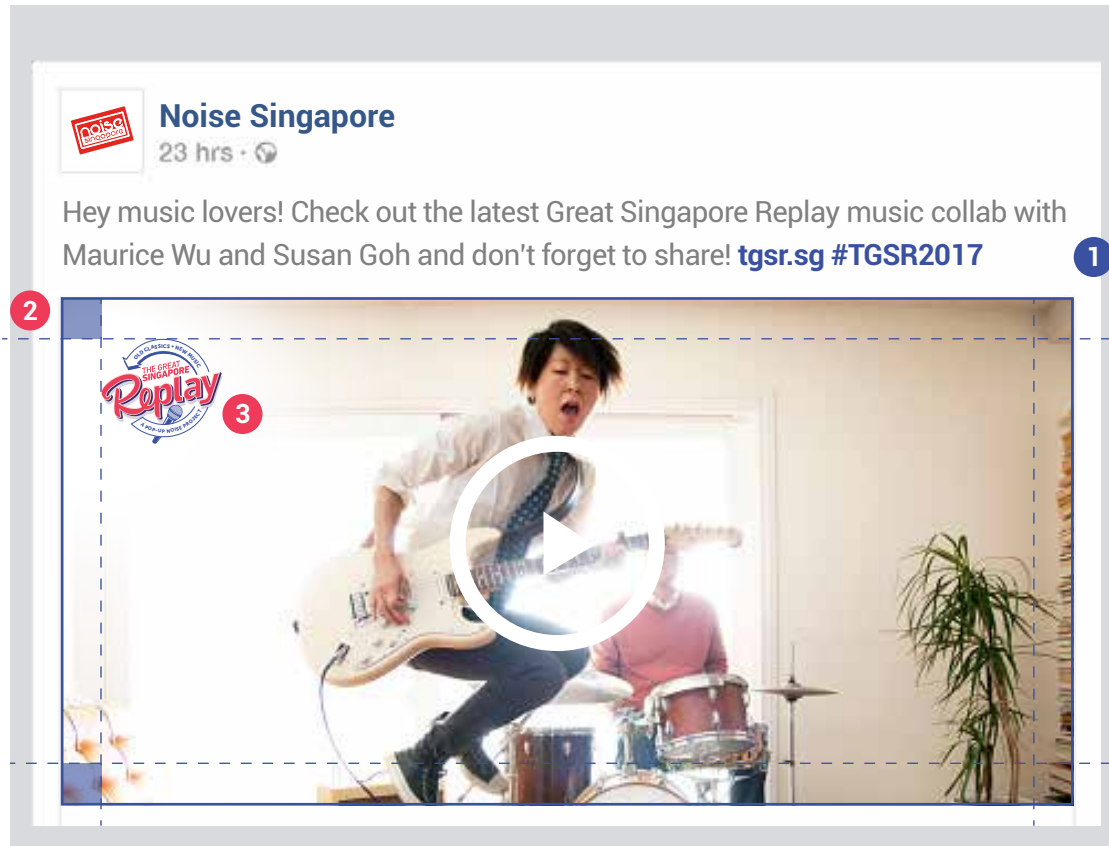 noise
singapore
Noise Singapore
23 hrs ·
Hey music lovers! Check out the latest Great Singapore Replay music collab with
Maurice Wu and Susan Goh and don't forget to share! tgsr.sg #TGSR2017
1
2
OLD CLASSICS • NEW MUSIC
THE GREAT
SINGAPORE
Replay
A POP-UP NOISE PROJECT
3